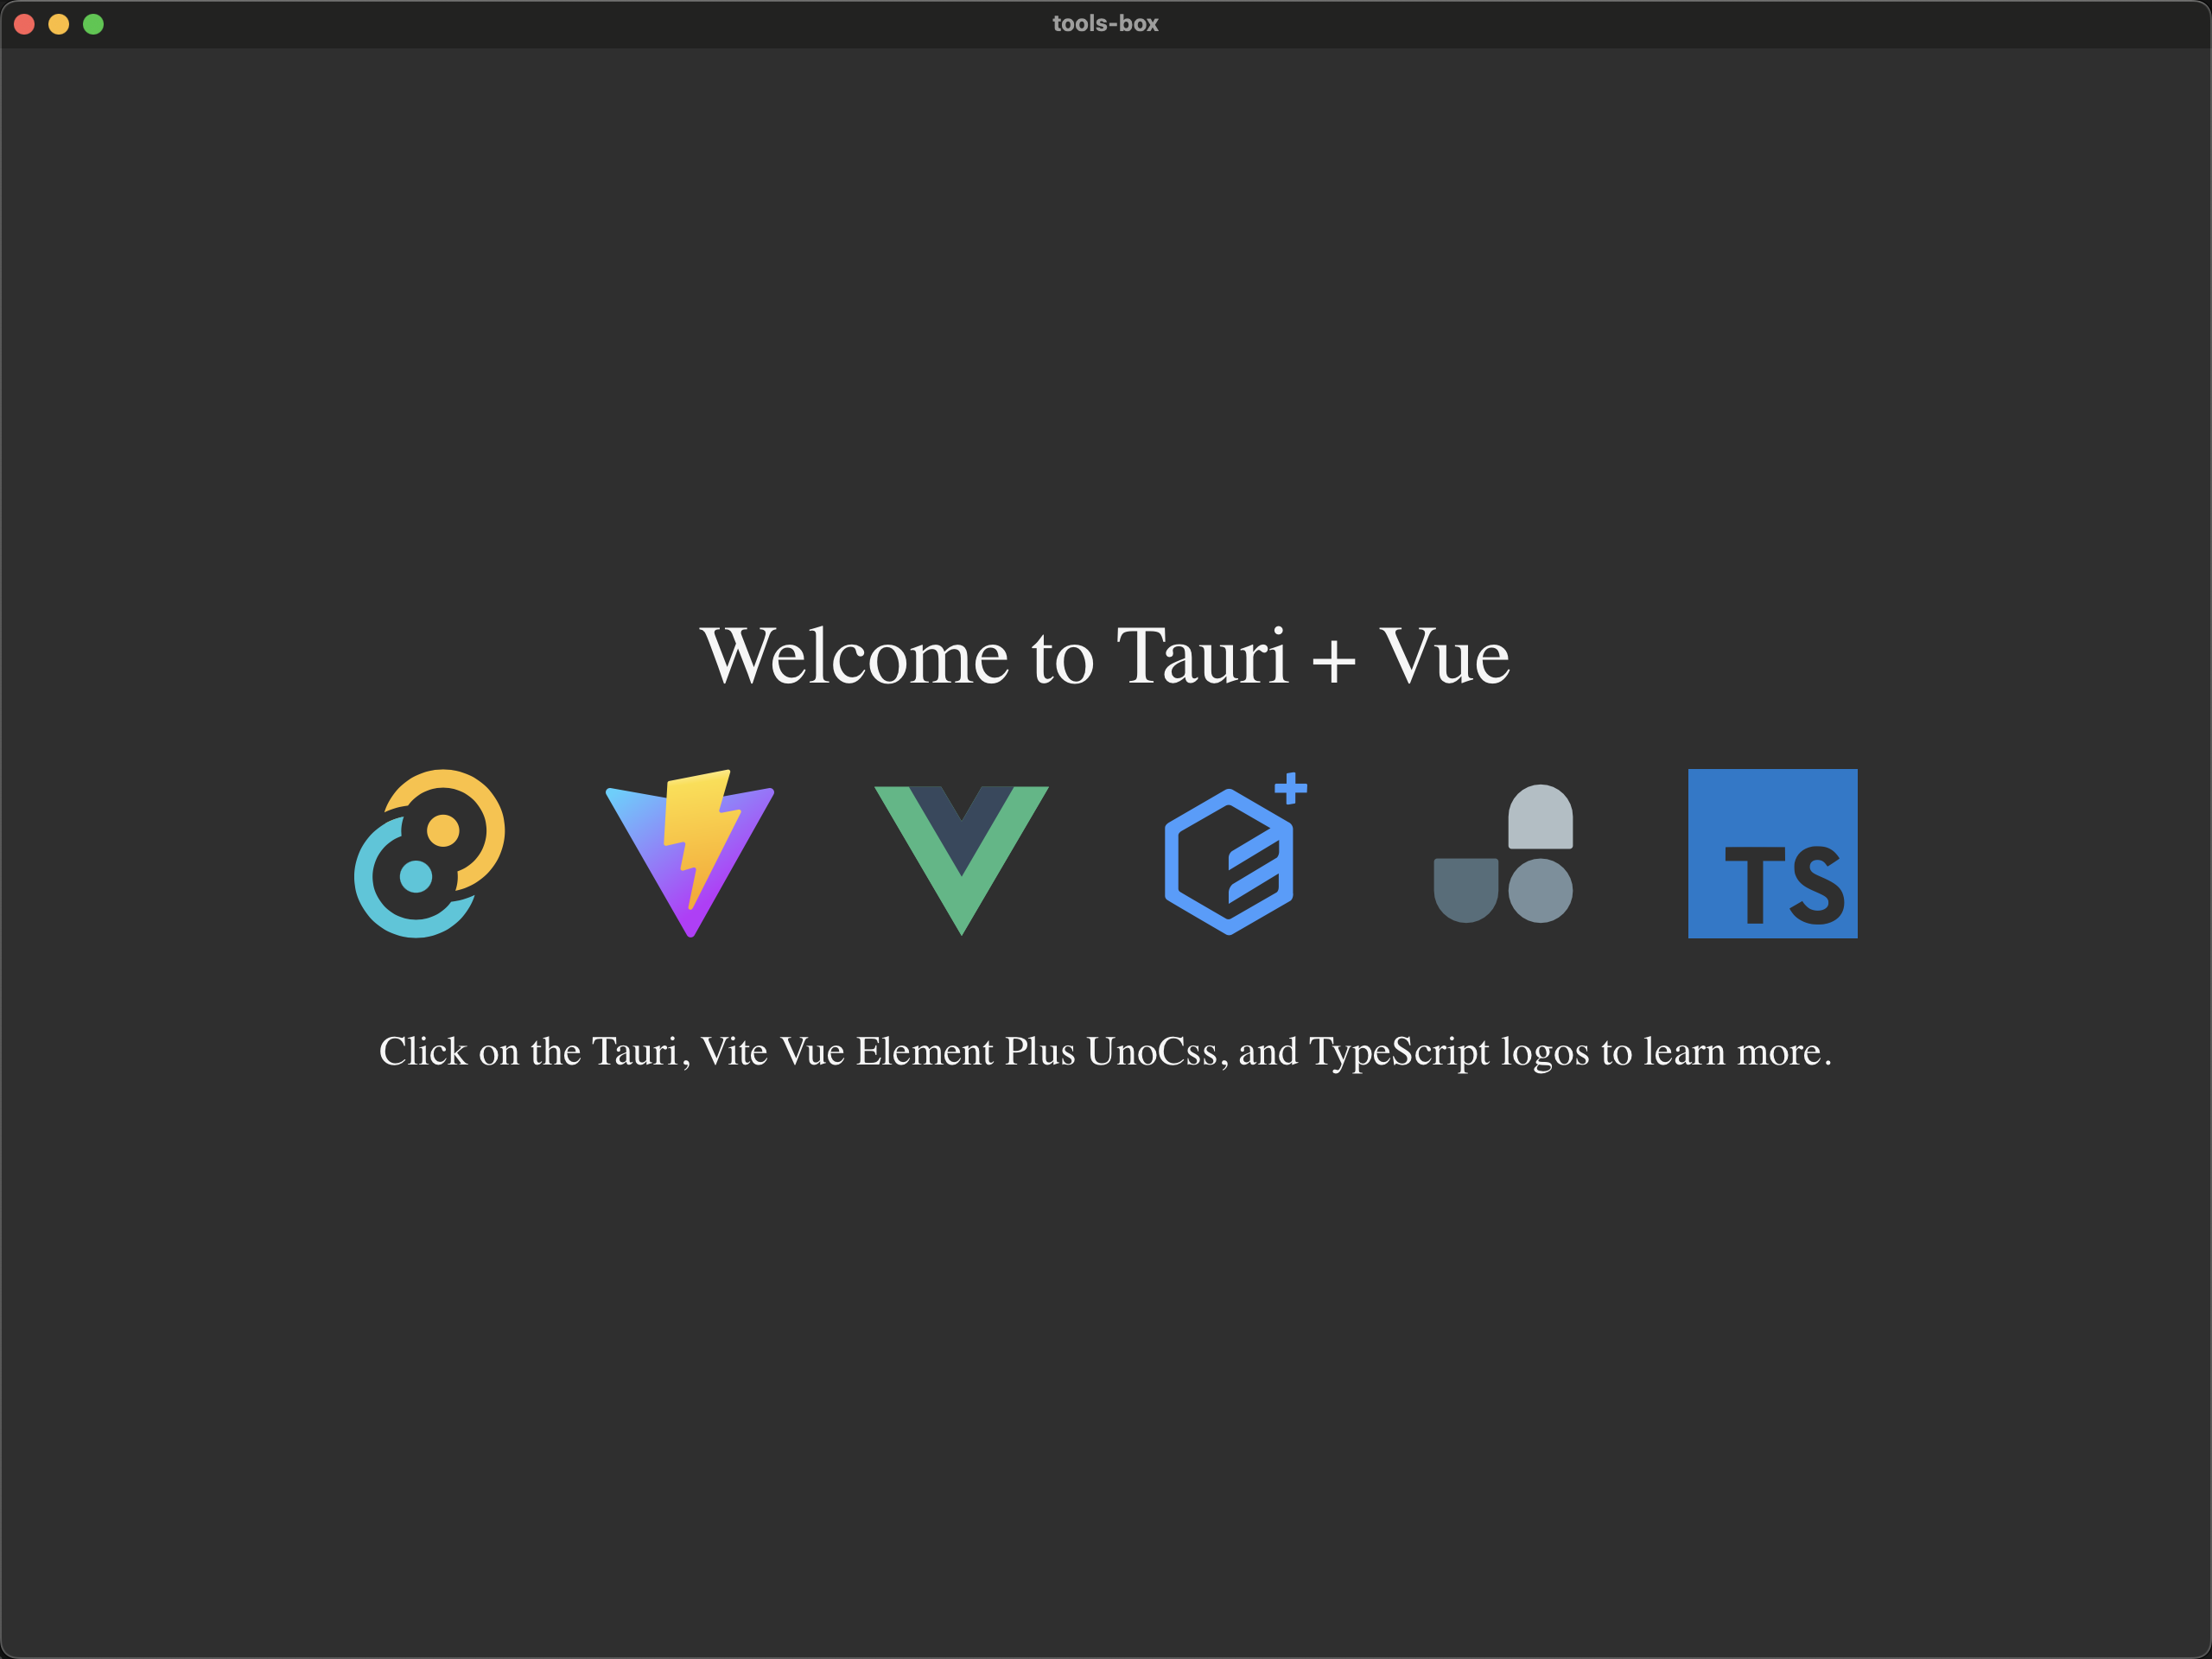 tools-box
Welcome to Tauri + Vue
TS
Click on the Tauri, Vite Vue Element Plus UnoCss, and TypeScript logos to learn more.